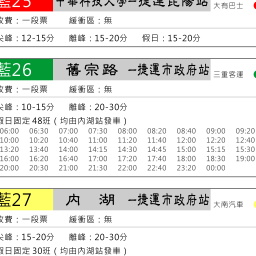 藍25 中華科技大學--捷運昆陽站 大有巴士
收費：一段票 緩衝區：無
尖峰：12-15分 離峰：15-20分 假日：15-20分
藍26 舊宗路 --捷運市政府站 三重客運
收費：一段票 緩衝區：無
尖峰：10-15分 離峰：20-30分
假日固定48班 ( 均由內湖站發車 )
06:00 06:30 07:00 07:30 08:00 08:20 08:40 09:00 09:20
10:00 10:20 10:40 11:00 11:20 11:40 12:00 12:20 12:40
13:20 13:40 14:00 14:15 14:30 14:45 15:00 15:15 15:30
16:00 16:20 16:40 17:00 17:20 17:40 18:00 18:30 19:00
20:00 20:30 21:00 21:30 22:00
藍27 內 湖 --捷運市政府站 大南汽車
收費：一段票 緩衝區：無
尖峰：15-20分 離峰：20-30分
假日固定30班 ( 均由內湖站發車 )